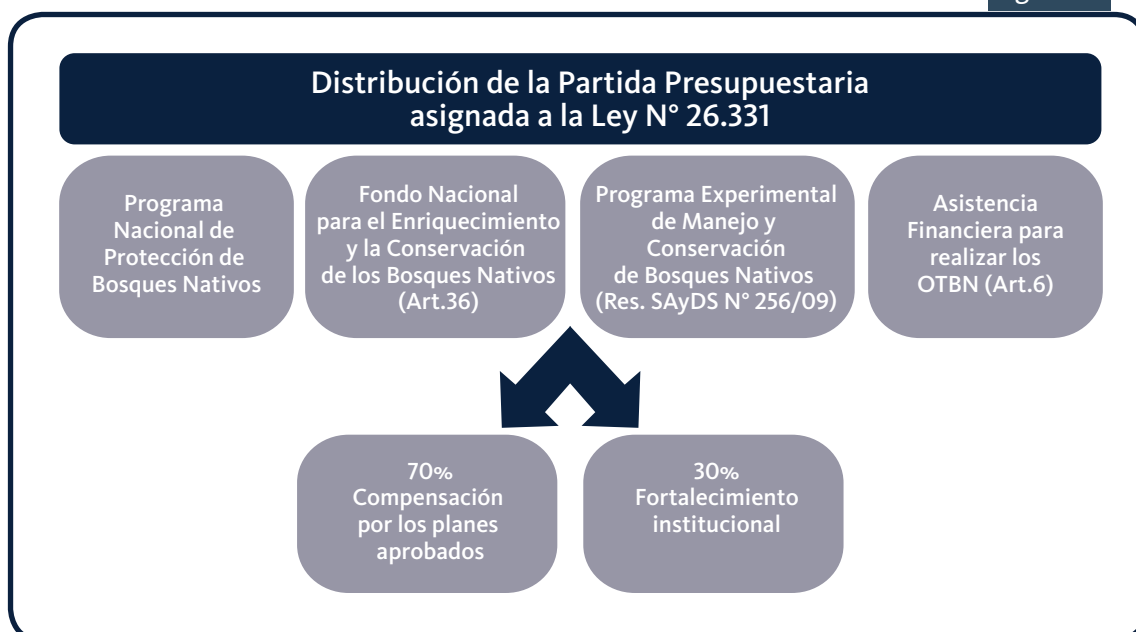 Distribución de la Partida Presupuestaria
asignada a la Ley N° 26.331
Programa
Nacional de
Protección de
Bosques Nativos
Fondo Nacional
para el Enriquecimiento
y la Conservación
de los Bosques Nativos
(Art.36)
Programa Experimental
de Manejo y
Conservación
de Bosques Nativos
(Res. SAyDS N° 256/09)
Asistencia
Financiera para
realizar los
OTBN (Art.6)
70%
Compensación
por los planes
aprobados
30%
Fortalecimiento
institucional